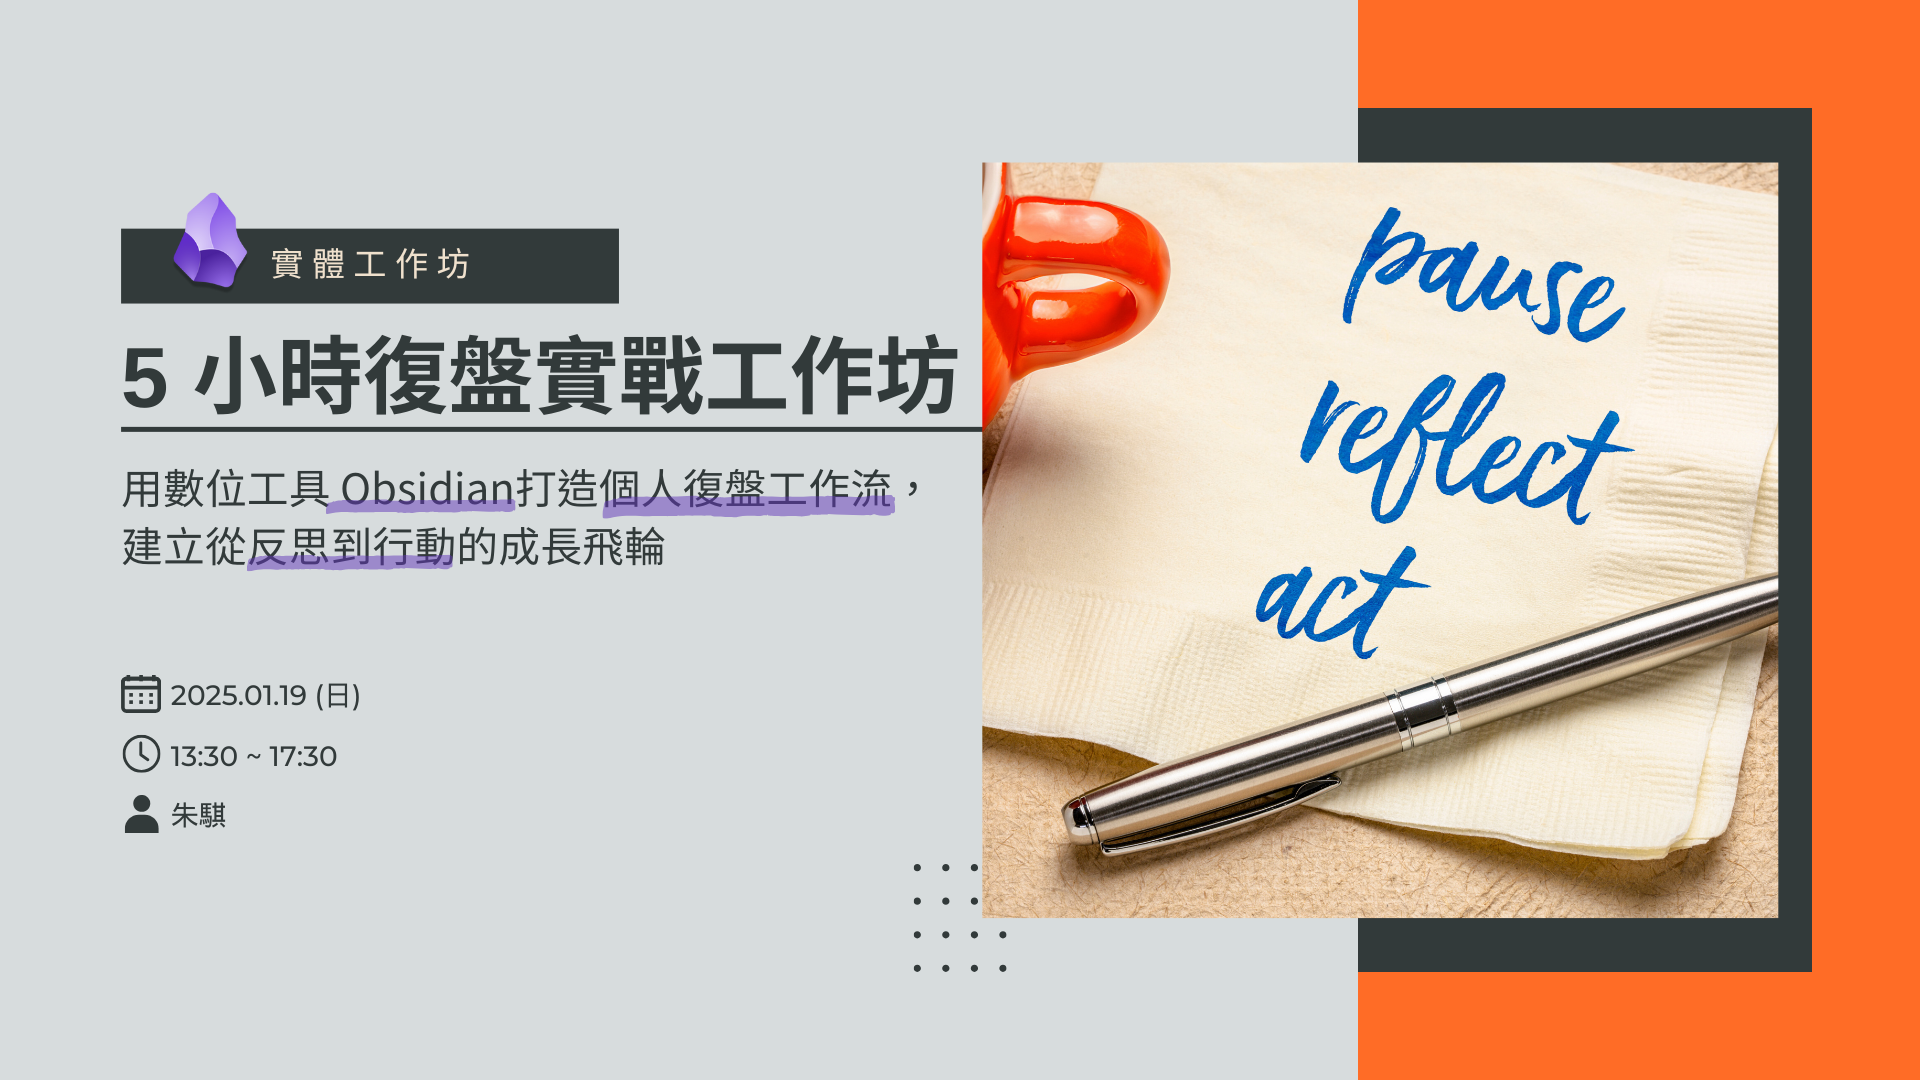 實體工作坊
5 小時復盤實戰工作坊
用數位工具 Obsidian打造個人復盤工作流，
建立從反思到行動的成長飛輪
2025.01.19 (日)
13:30 ~ 17:30
朱騏
pause
reflect
act